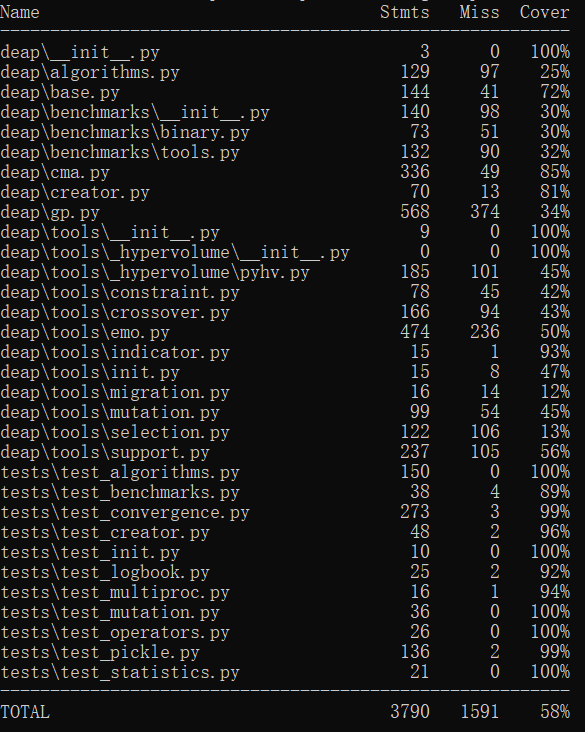 Name Stmts Miss Cover
---------------------------------------------------------
deap\__init__.py 3 0 100%
deap\algorithms.py 129 97 25%
deap\base.py 144 41 72%
deap\benchmarks\__init__.py 140 98 30%
deap\benchmarks\binary.py 73 51 30%
deap\benchmarks\tools.py 132 90 32%
deap\cma.py 336 49 85%
deap\creator.py 70 13 81%
deap\gp.py 568 374 34%
deap\tools\__init__.py 9 0 100%
deap\tools\_hypervolume\__init__.py 0 0 100%
deap\tools\_hypervolume\pyhv.py 185 101 45%
deap\tools\constraint.py 78 45 42%
deap\tools\crossover.py 166 94 43%
deap\tools\emo.py 474 236 50%
deap\tools\indicator.py 15 1 93%
deap\tools\init.py 15 8 47%
deap\tools\migration.py 16 14 12%
deap\tools\mutation.py 99 54 45%
deap\tools\selection.py 122 106 13%
deap\tools\support.py 237 105 56%
tests\test_algorithms.py 150 0 100%
tests\test_benchmarks.py 38 4 89%
tests\test_convergence.py 273 3 99%
tests\test_creator.py 48 2 96%
tests\test_init.py 10 0 100%
tests\test_logbook.py 25 2 92%
tests\test_multiproc.py 16 1 94%
tests\test_mutation.py 36 0 100%
tests\test_operators.py 26 0 100%
tests\test_pickle.py 136 2 99%
tests\test_statistics.py 21 0 100%
---------------------------------------------------------
TOTAL 3790 1591 58%